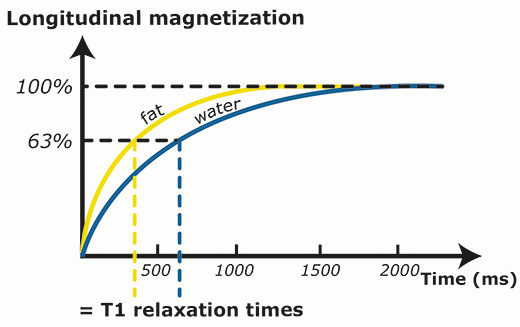 Longitudinal magnetization
100%
fat
water
63%
500
1000
1500
2000
Time (ms)
= T1 relaxation times